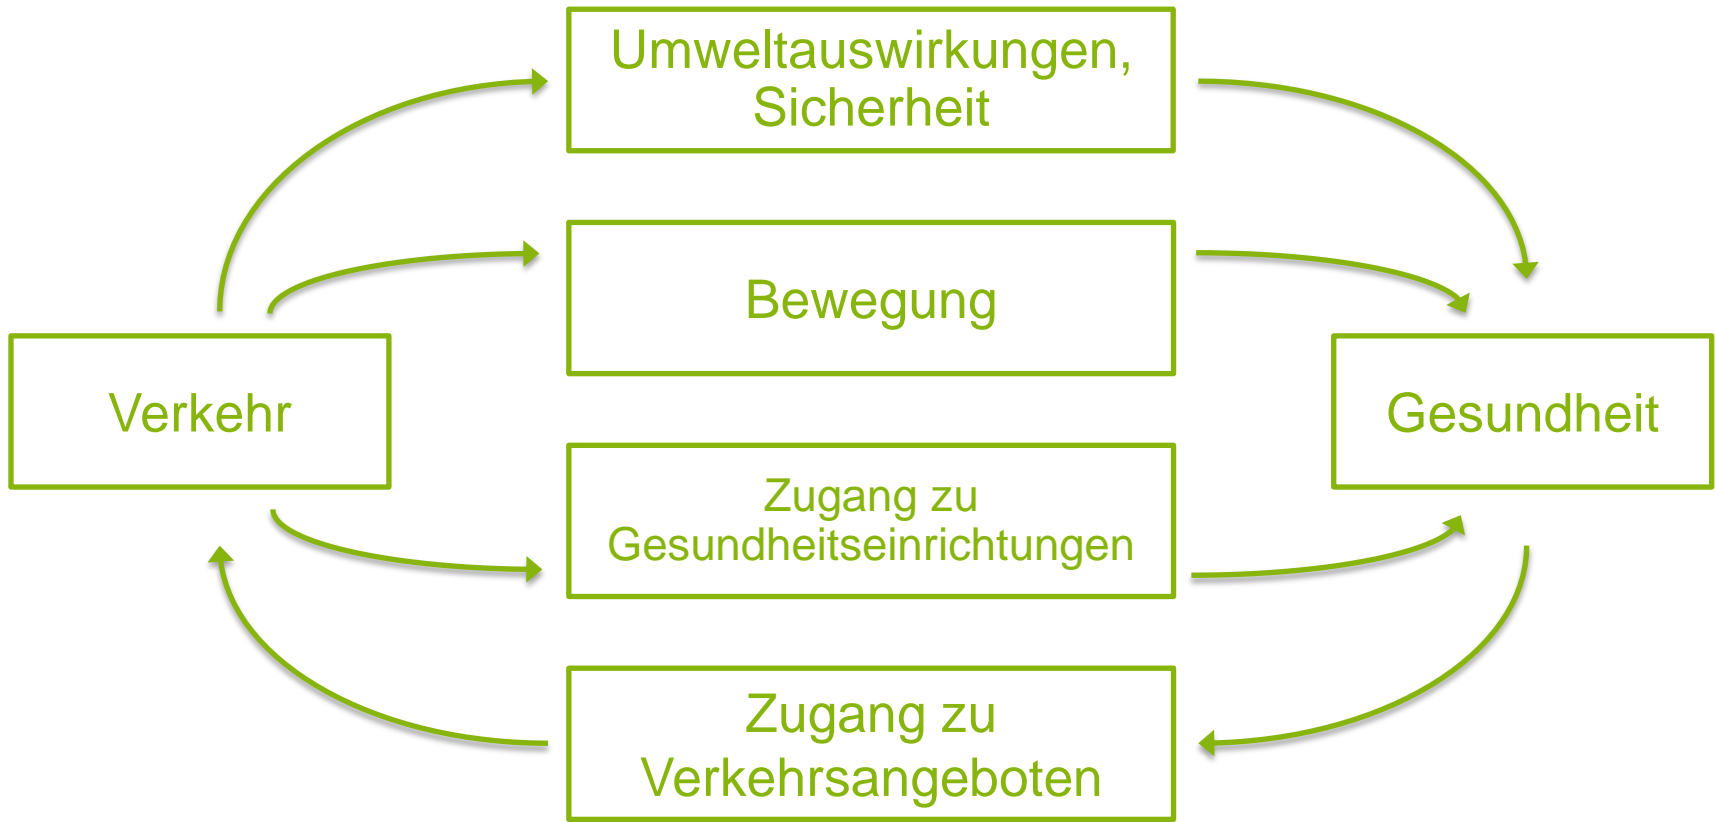 Umweltauswirkungen,
Sicherheit
Bewegung
Verkehr
Gesundheit
Zugang zu
Gesundheitseinrichtungen
Zugang zu
Verkehrsangeboten